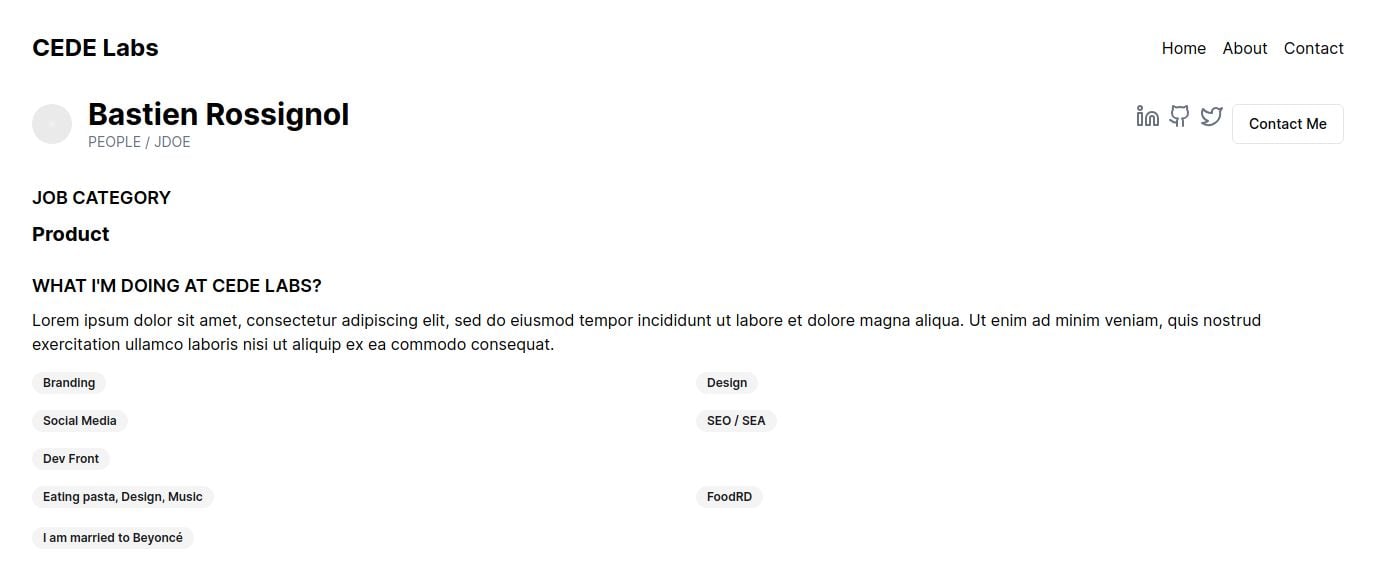 CEDE Labs
Home About Contact
Bastien Rossignol
PEOPLE / JDOE
Contact Me
JOB CATEGORY
Product
WHAT I'M DOING AT CEDE LABS?
Lorem ipsum dolor sit amet, consectetur adipiscing elit, sed do eiusmod tempor incididunt ut labore et dolore magna aliqua. Ut enim ad minim veniam, quis nostrud
exercitation ullamco laboris nisi ut aliquip ex ea commodo consequat.
Branding
Design
Social Media
SEO / SEA
Dev Front
Eating pasta, Design, Music
FoodRD
I am married to Beyoncé